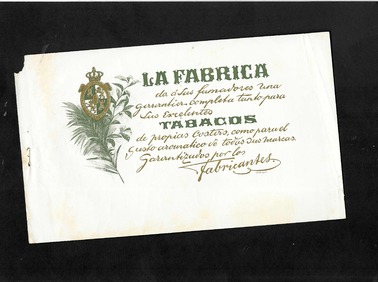 LA FABRICA
da á sus fumadores una
garantia completa tanto para
sus Excelentes
TABACOS
de propias Costers, como para el
gusto aromatico de todas sus marcas
Garantizados por los
Fabricantes